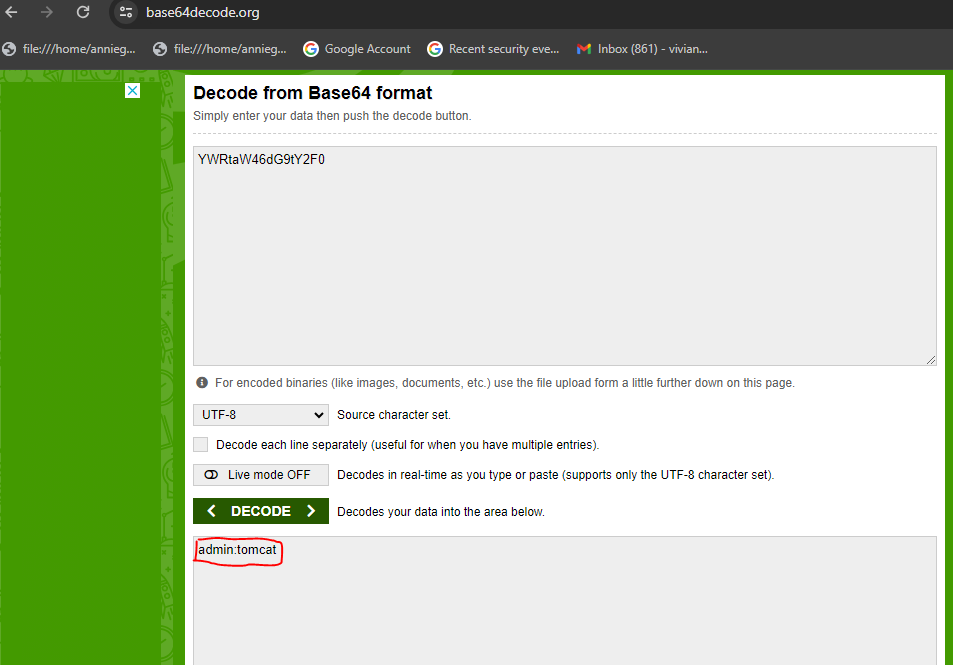 base64decode.org
file:///home/annieg... file:///home/annieg... Google Account Recent security eve... Inbox (861) - vivian...
Decode from Base64 format
Simply enter your data then push the decode button.
YWRtaW46dG9tY2F0
For encoded binaries (like images, documents, etc.) use the file upload form a little further down on this page.
UTF-8 Source character set.
Decode each line separately (useful for when you have multiple entries).
Live mode OFF Decodes in real-time as you type or paste (supports only the UTF-8 character set).
< DECODE > Decodes your data into the area below.
admin:tomcat